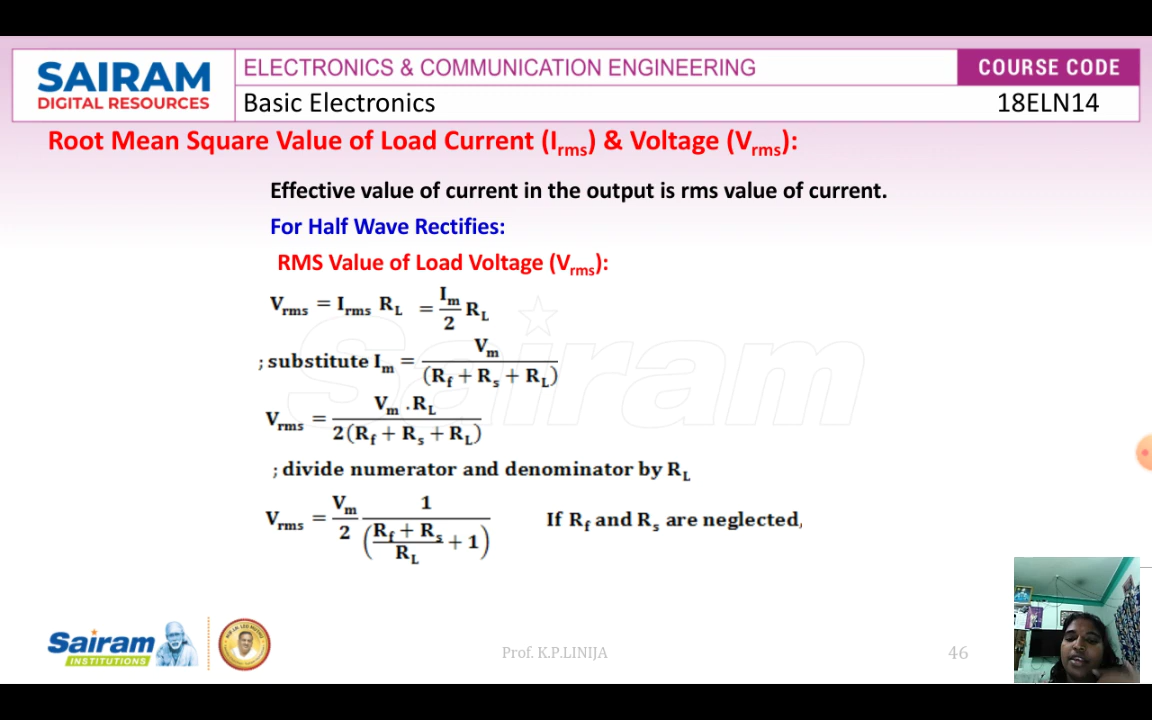 SAIRAM
DIGITAL RESOURCES
ELECTRONICS & COMMUNICATION ENGINEERING
COURSE CODE
Basic Electronics
18ELN14
Root Mean Square Value of Load Current (Irms) & Voltage (Vrms):
Effective value of current in the output is rms value of current.
For Half Wave Rectifies:
RMS Value of Load Voltage (Vrms):
Vrms = Irms RL = Im/2 RL
; substitute Im = Vm/(Rf + Rs + RL)
Vrms = Vm . RL/2(Rf + Rs + RL)
; divide numerator and denominator by RL
Vrms = Vm/2 1/((Rf + Rs)/RL + 1) If Rf and Rs are neglected,
Sairam
Sairam
INSTITUTIONS
Prof. K.P.LINIJA
46